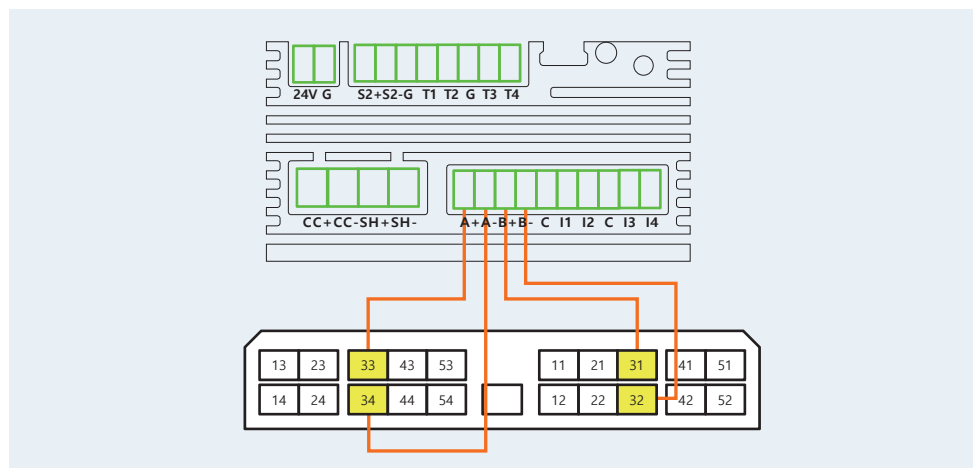 24V G S2+S2-G T1 T2 G T3 T4
CC+CC-SH+SH- A+A-B+B- C I1 I2 C I3 I4
13 23 33 43 53 11 21 31 41 51
14 24 34 44 54 12 22 32 42 52